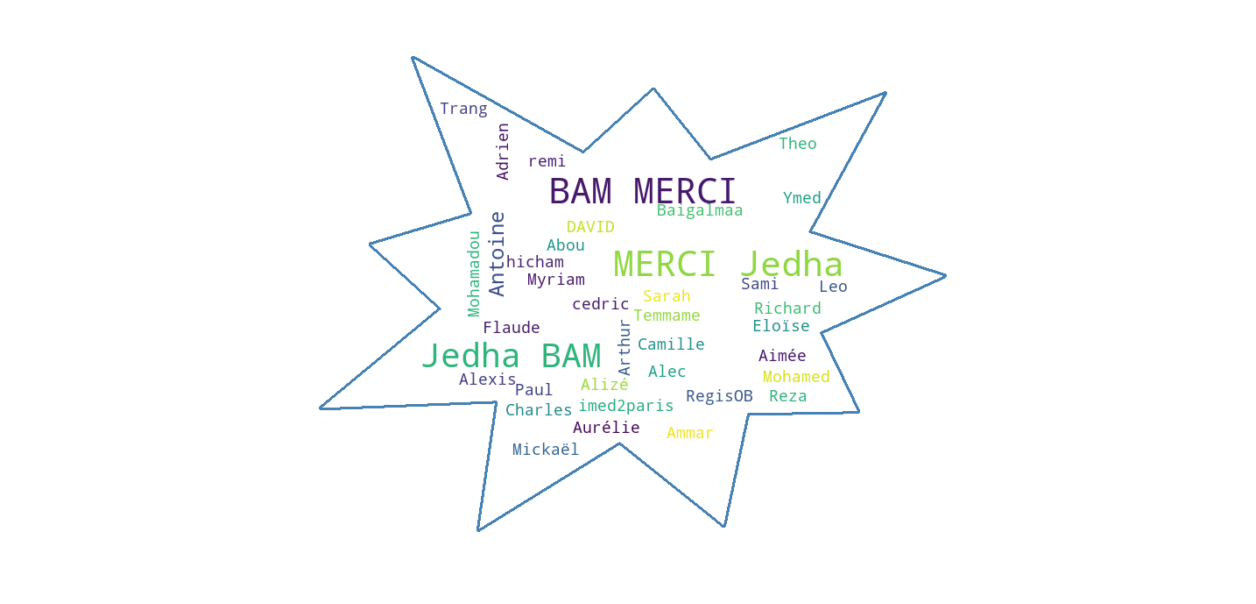 Trang
Adrien
Theo
remi
BAM MERCI
Ymed
Baigalmaa
DAVID
Antoine
Abou
Mohamadou
hicham
MERCI Jedha
Myriam
Sami
Leo
Sarah
cedric
Richard
Temmame
Eloïse
Flaude
Arthur
Camille
Jedha BAM
Aimée
Alec
Mohamed
Alexis
Alizé
Paul
RegisOB
Reza
imed2paris
Charles
Aurélie
Ammar
Mickaël